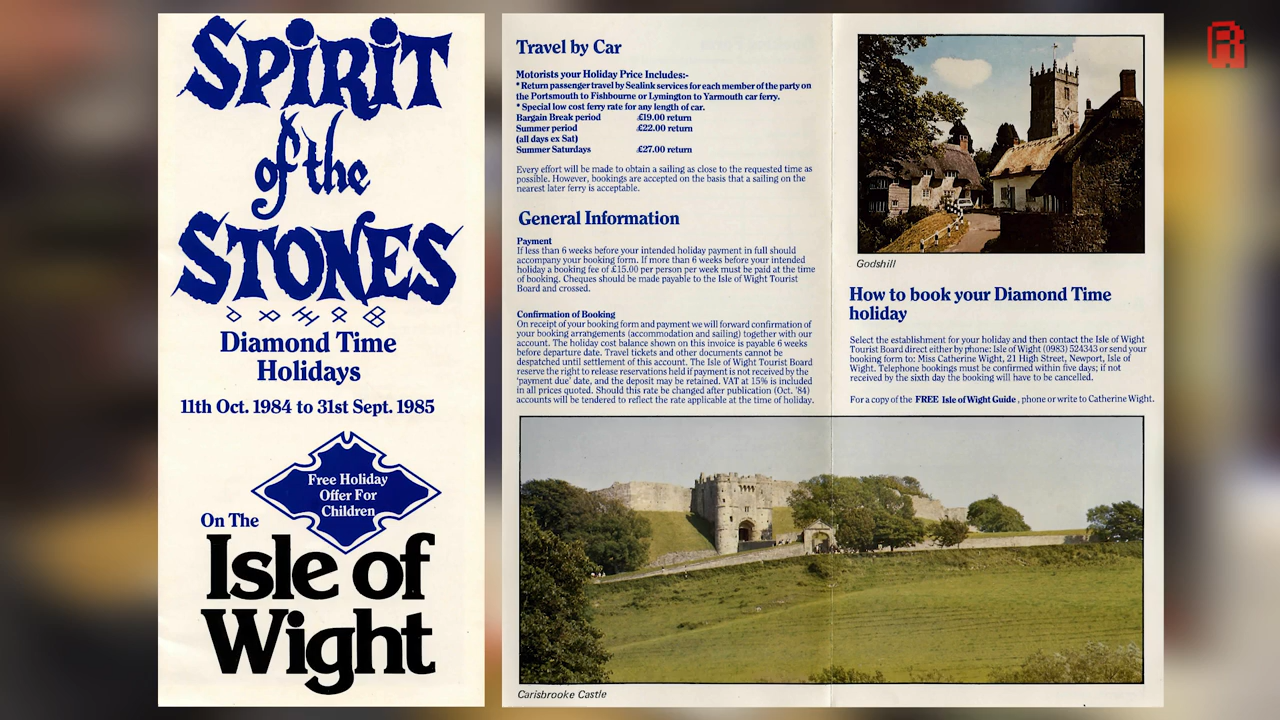 SPIRIT
of the
STONES
Diamond Time
Holidays
11th Oct. 1984 to 31st Sept. 1985
Free Holiday
Offer For
Children
On The
Isle of
Wight
Travel by Car
Motorists your Holiday Price Includes:-
* Return passenger travel by Sealink services for each member of the party on
the Portsmouth to Fishbourne or Lymington to Yarmouth car ferry.
* Special low cost ferry rate for any length of car.
Bargain Break period £19.00 return
Summer period £22.00 return
(all days ex Sat)
Summer Saturdays £27.00 return
Every effort will be made to obtain a sailing as close to the requested time as
possible. However, bookings are accepted on the basis that a sailing on the
nearest later ferry is acceptable.
General Information
Payment
If less than 6 weeks before your intended holiday payment in full should
accompany your booking form. If more than 6 weeks before your intended
holiday a booking fee of £15.00 per person per week must be paid at the time
of booking. Cheques should be made payable to the Isle of Wight Tourist
Board and crossed.
Confirmation of Booking
On receipt of your booking form and payment we will forward confirmation of
your booking arrangements (accommodation and sailing) together with our
account. The holiday cost balance shown on this invoice is payable 6 weeks
before departure date. Travel tickets and other documents cannot be
despatched until settlement of this account. The Isle of Wight Tourist Board
reserve the right to release reservations held if payment is not received by the
'payment due' date, and the deposit may be retained. VAT at 15% is included
in all prices quoted. Should this rate be changed after publication (Oct. '84)
accounts will be tendered to reflect the rate applicable at the time of holiday.
Godshill
How to book your Diamond Time
holiday
Select the establishment for your holiday and then contact the Isle of Wight
Tourist Board direct either by phone: Isle of Wight (0983) 524343 or send your
booking form to: Miss Catherine Wight, 21 High Street, Newport, Isle of
Wight. Telephone bookings must be confirmed within five days; if not
received by the sixth day the booking will have to be cancelled.
For a copy of the FREE Isle of Wight Guide, phone or write to Catherine Wight.
Carisbrooke Castle